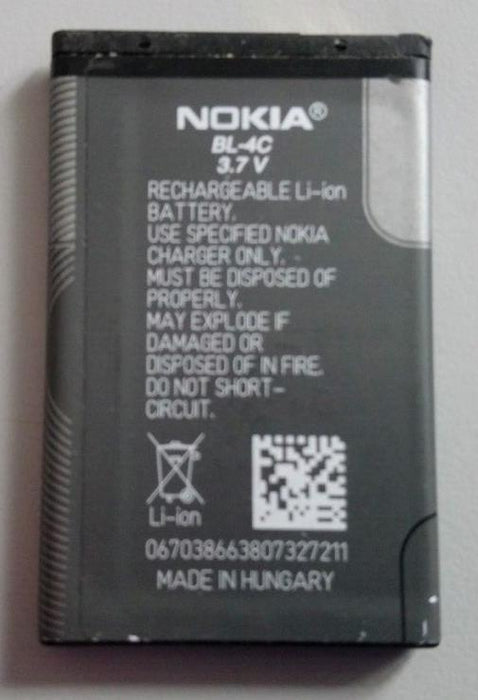 NOKIA®
BL-4C
3.7 V
RECHARGEABLE Li-ion
BATTERY.
USE SPECIFIED NOKIA
CHARGER ONLY.
MUST BE DISPOSED OF
PROPERLY.
MAY EXPLODE IF
DAMAGED OR
DISPOSED OF IN FIRE.
DO NOT SHORT-
CIRCUIT.
Li-ion
0670386638073272​11
MADE IN HUNGARY